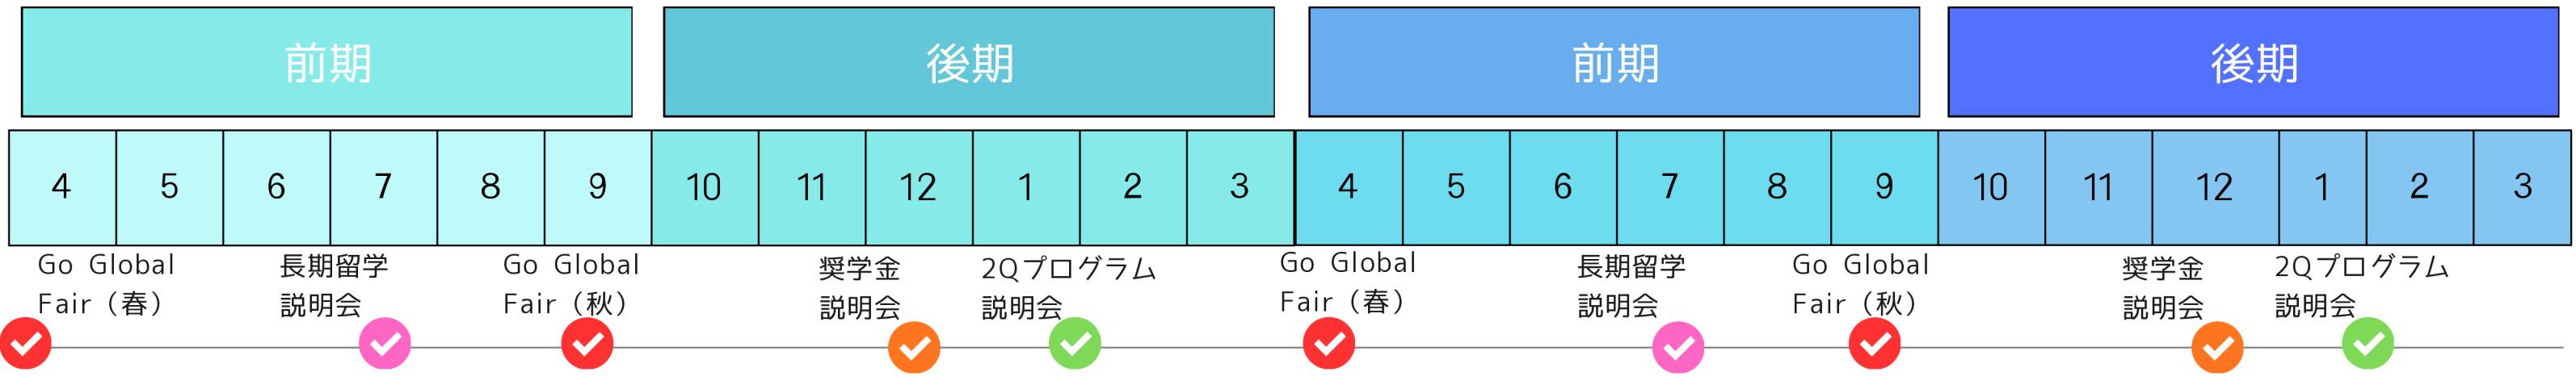 前期 後期 前期 後期
4 5 6 7 8 9 10 11 12 1 2 3 4 5 6 7 8 9 10 11 12 1 2 3
Go Global
Fair（春）
長期留学
説明会
Go Global
Fair（秋）
奨学金
説明会
2Qプログラム
説明会
Go Global
Fair（春）
長期留学
説明会
Go Global
Fair（秋）
奨学金
説明会
2Qプログラム
説明会